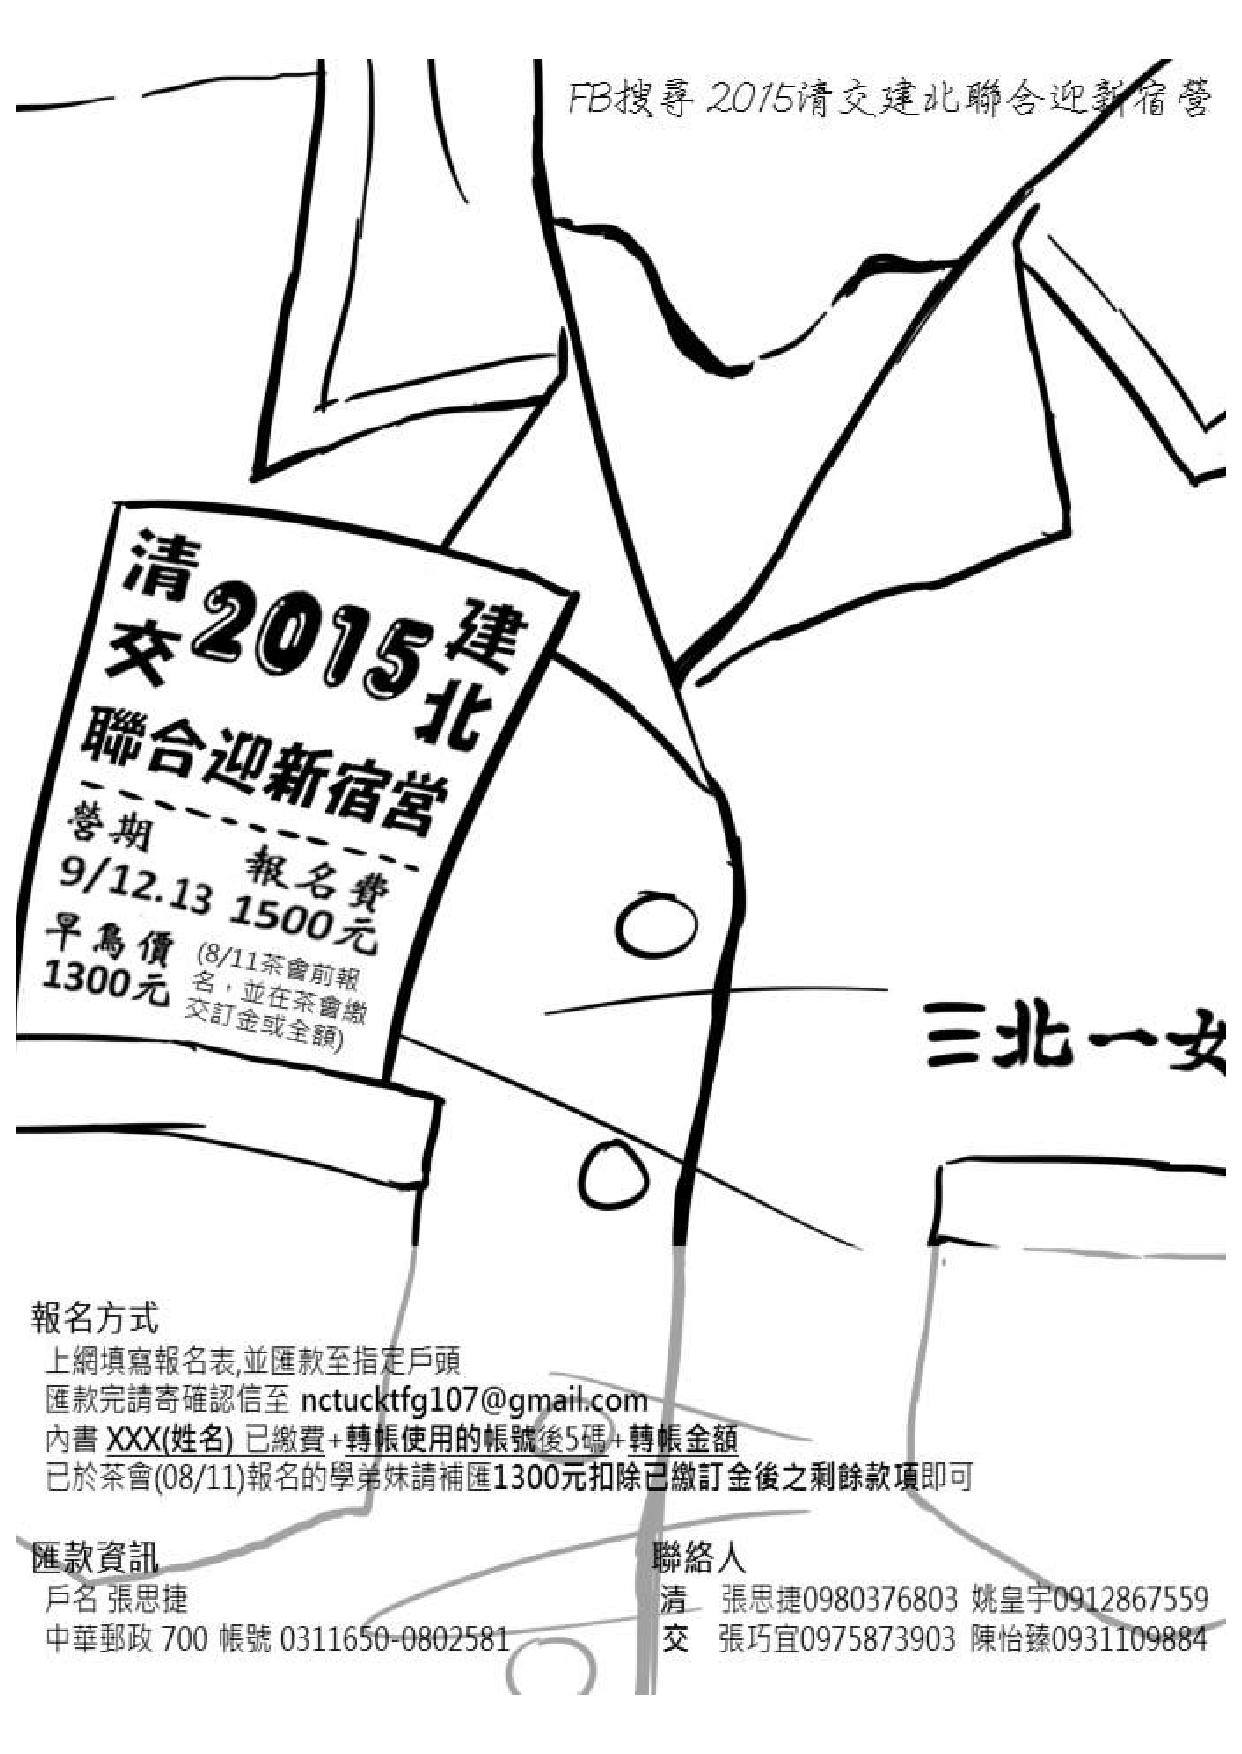 FB搜尋 2015清交建北聯合迎新宿營
清交 2015 建北
聯合迎新宿営
營期
9/12.13
報名費
1500元
早鳥價
1300元
(8/11茶會前報
名，並在茶會繳
交訂金或全額)
三北一女
報名方式
上網填寫報名表,並匯款至指定戶頭
匯款完請寄確認信至 nctucktfg107@gmail.com
內書 XXX(姓名) 已繳費+轉帳使用的帳號後5碼+轉帳金額
已於茶會(08/11)報名的學弟妹請補匯1300元扣除已繳訂金後之剩餘款項即可
匯款資訊
戶名 張思捷
中華郵政 700 帳號 0311650-0802581
聯絡人
清 張思捷0980376803 姚皇宇0912867559
交 張巧宜0975873903 陳怡臻0931109884